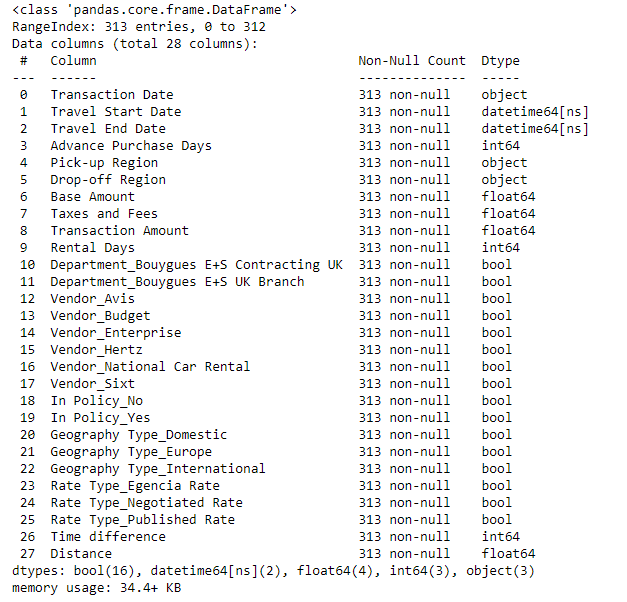 <class 'pandas.core.frame.DataFrame'>
RangeIndex: 313 entries, 0 to 312
Data columns (total 28 columns):
 #   Column                                 Non-Null Count  Dtype
---  ------                                 --------------  -----
 0   Transaction Date                       313 non-null    object
 1   Travel Start Date                      313 non-null    datetime64[ns]
 2   Travel End Date                        313 non-null    datetime64[ns]
 3   Advance Purchase Days                  313 non-null    int64
 4   Pick-up Region                         313 non-null    object
 5   Drop-off Region                        313 non-null    object
 6   Base Amount                            313 non-null    float64
 7   Taxes and Fees                         313 non-null    float64
 8   Transaction Amount                     313 non-null    float64
 9   Rental Days                            313 non-null    int64
 10  Department_Bouygues E+S Contracting UK  313 non-null    bool
 11  Department_Bouygues E+S UK Branch      313 non-null    bool
 12  Vendor_Avis                            313 non-null    bool
 13  Vendor_Budget                          313 non-null    bool
 14  Vendor_Enterprise                      313 non-null    bool
 15  Vendor_Hertz                           313 non-null    bool
 16  Vendor_National Car Rental             313 non-null    bool
 17  Vendor_Sixt                            313 non-null    bool
 18  In Policy_No                           313 non-null    bool
 19  In Policy_Yes                          313 non-null    bool
 20  Geography Type_Domestic                313 non-null    bool
 21  Geography Type_Europe                  313 non-null    bool
 22  Geography Type_International           313 non-null    bool
 23  Rate Type_Egencia Rate                 313 non-null    bool
 24  Rate Type_Negotiated Rate              313 non-null    bool
 25  Rate Type_Published Rate               313 non-null    bool
 26  Time difference                        313 non-null    int64
 27  Distance                               313 non-null    float64
dtypes: bool(16), datetime64[ns](2), float64(4), int64(3), object(3)
memory usage: 34.4+ KB